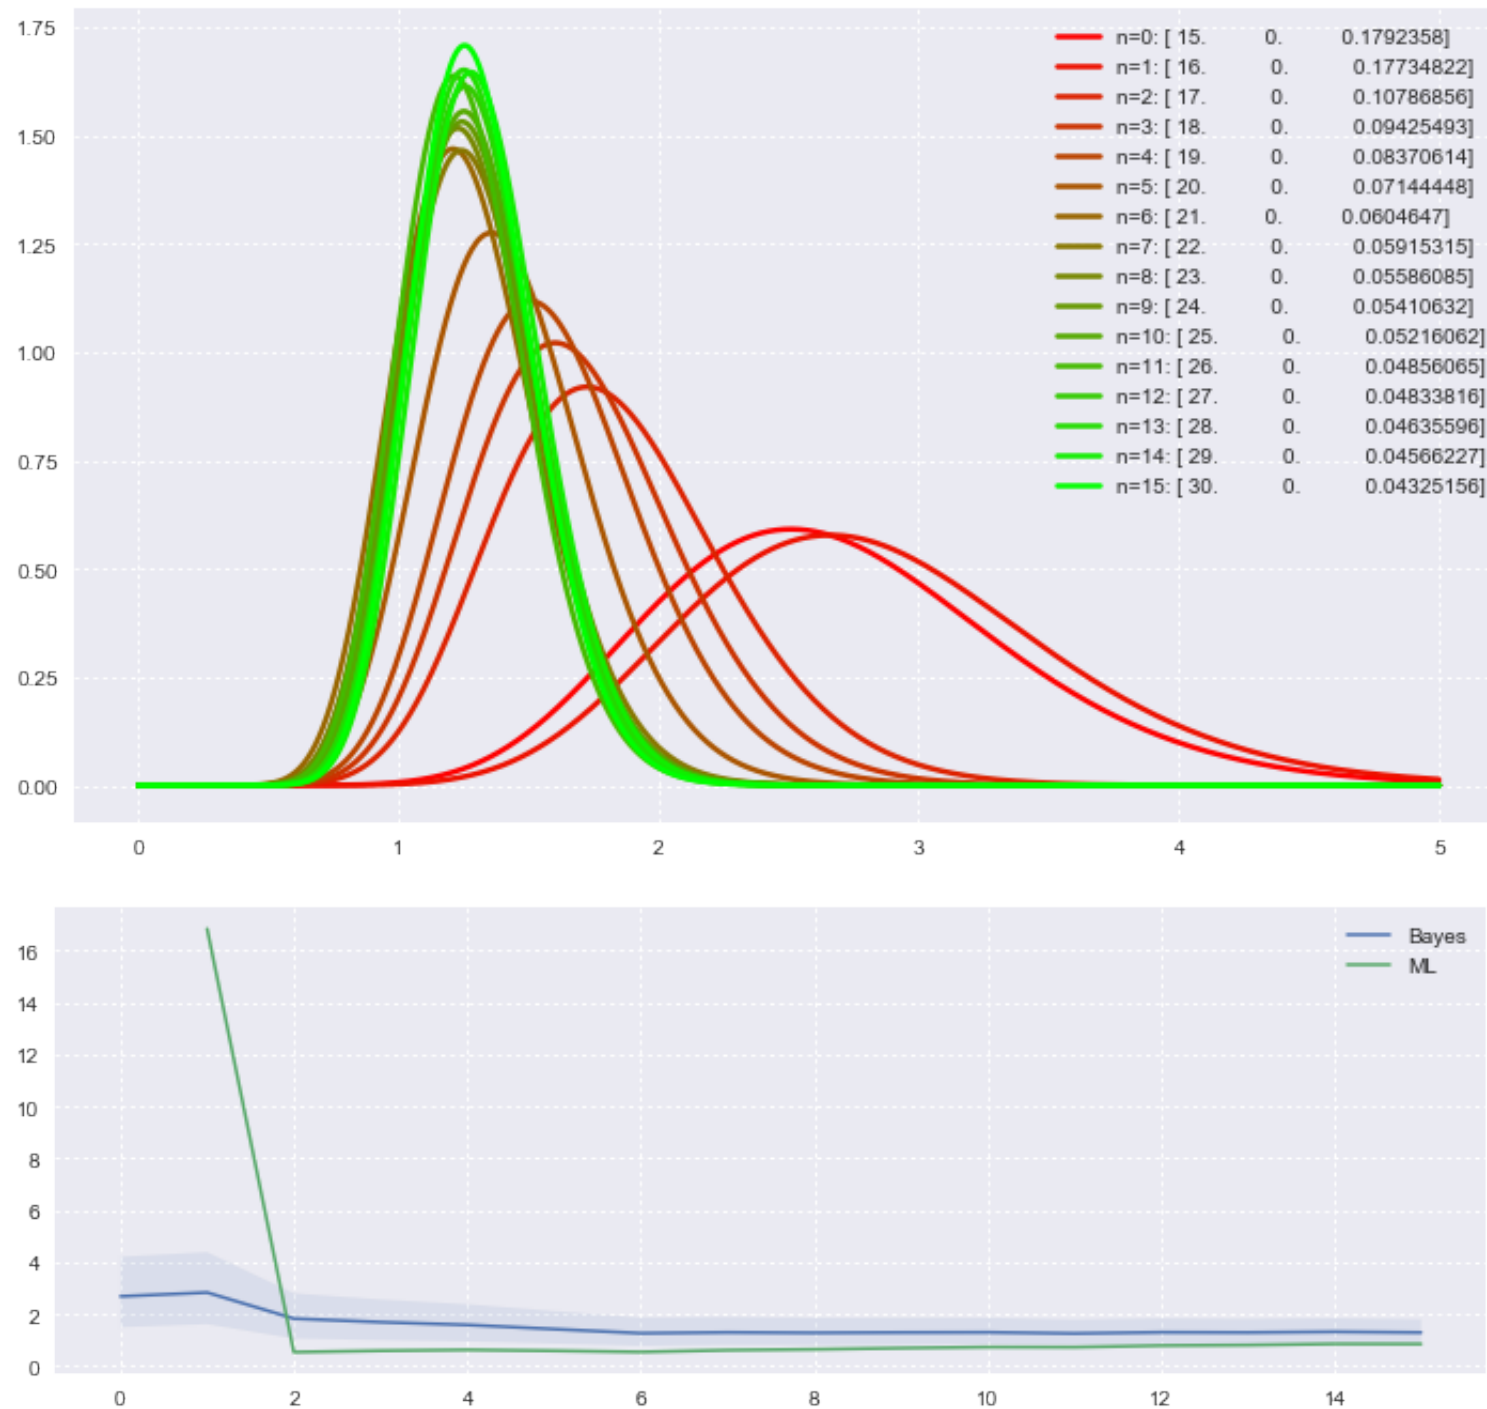 1.75
1.50
1.25
1.00
0.75
0.50
0.25
0.00
0 1 2 3 4 5
n=0: [ 15. 0. 0.1792358]
n=1: [ 16. 0. 0.17734822]
n=2: [ 17. 0. 0.10786856]
n=3: [ 18. 0. 0.09425493]
n=4: [ 19. 0. 0.08370614]
n=5: [ 20. 0. 0.07144448]
n=6: [ 21. 0. 0.0604647]
n=7: [ 22. 0. 0.05915315]
n=8: [ 23. 0. 0.05586085]
n=9: [ 24. 0. 0.05410632]
n=10: [ 25. 0. 0.05216062]
n=11: [ 26. 0. 0.04856065]
n=12: [ 27. 0. 0.04833816]
n=13: [ 28. 0. 0.04635596]
n=14: [ 29. 0. 0.04566227]
n=15: [ 30. 0. 0.04325156]
16
14
12
10
8
6
4
2
0
0 2 4 6 8 10 12 14
Bayes
ML